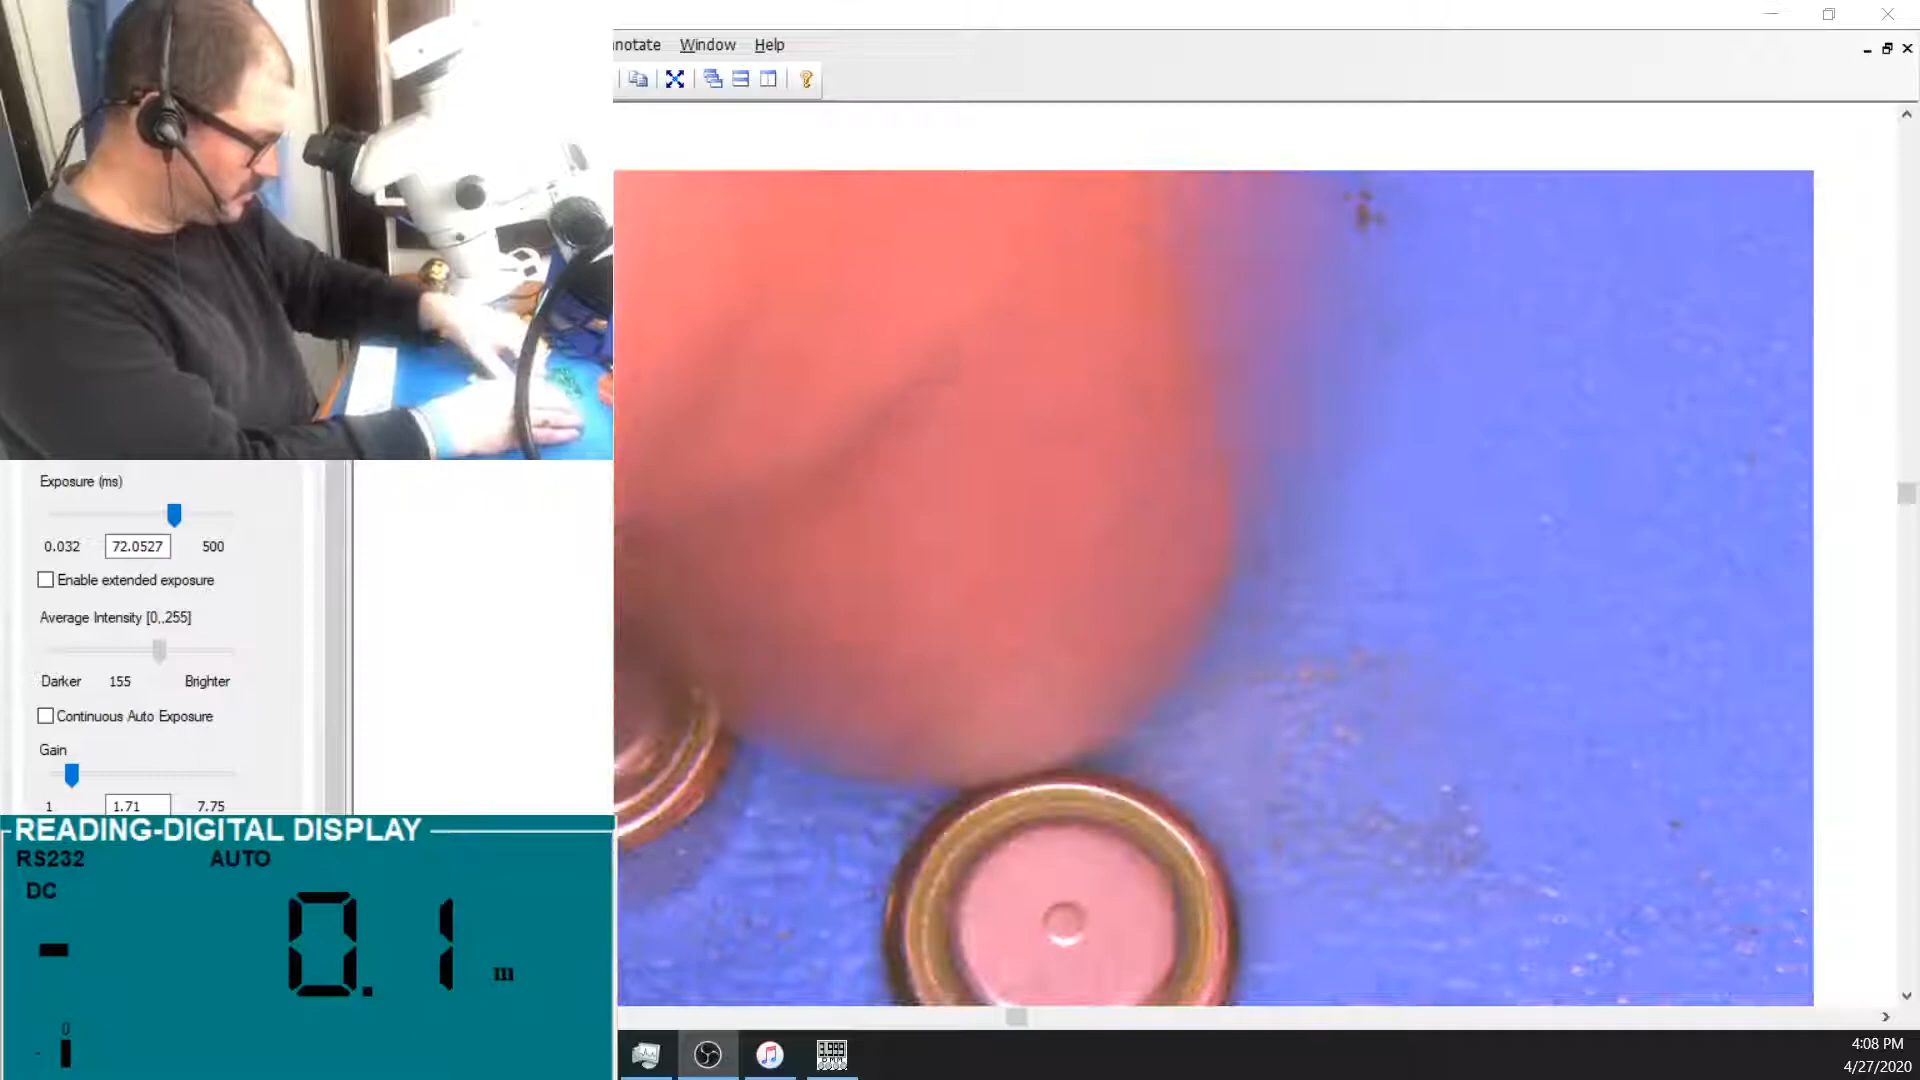 Window Help
Exposure (ms)
0.032 72.0527 500
Enable extended exposure
Average Intensity [0,,255]
Darker 155 Brighter
Continuous Auto Exposure
Gain
1 1.71 7.75
READING-DIGITAL DISPLAY
RS232 AUTO
DC
- 0.1 m
0
4:08 PM
4/27/2020